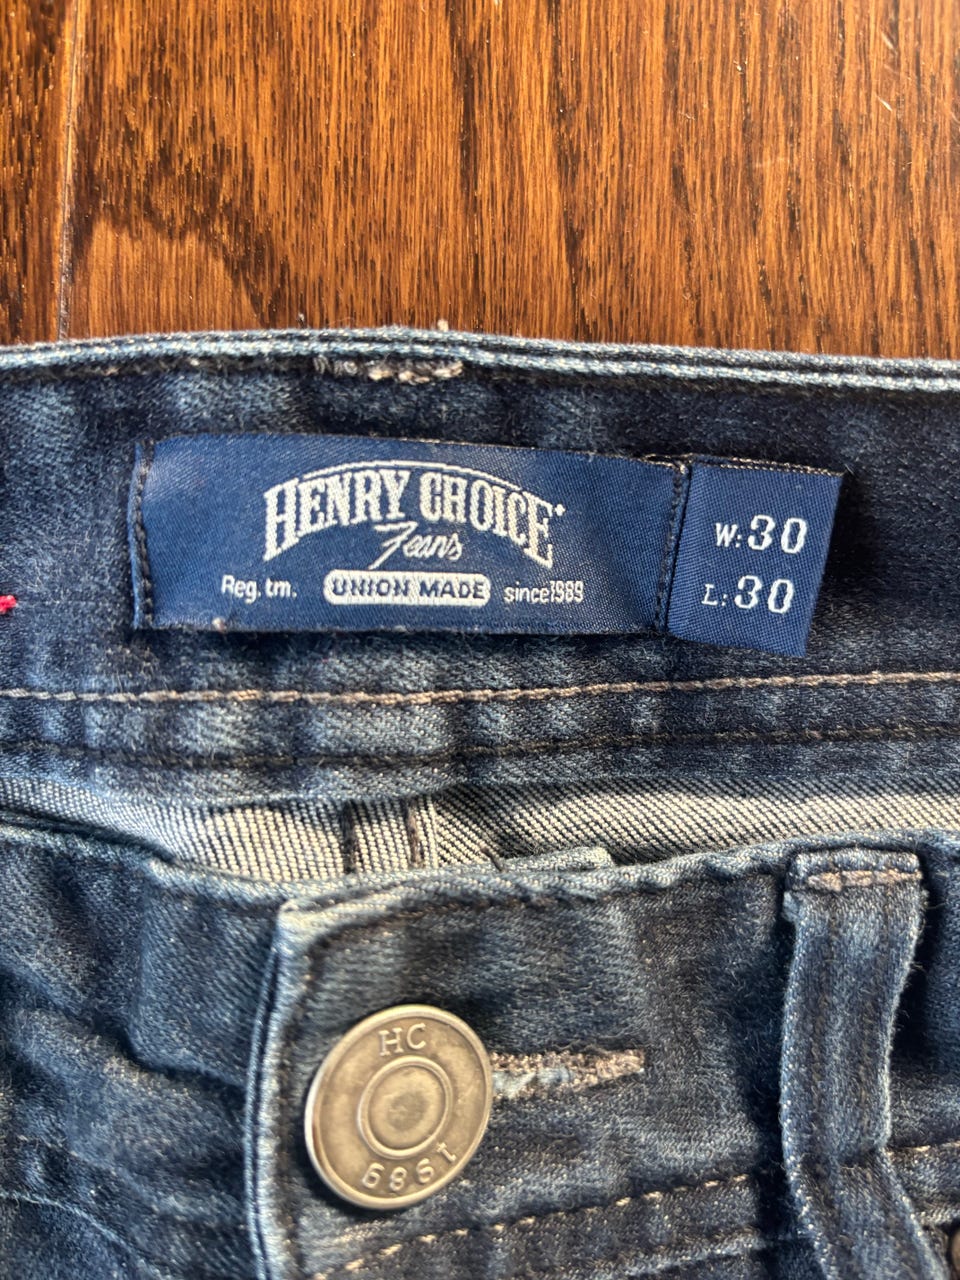 HENRY CHOICE
Jeans
Reg. tm. UNION MADE since1989
W: 30
L: 30
HC
1989